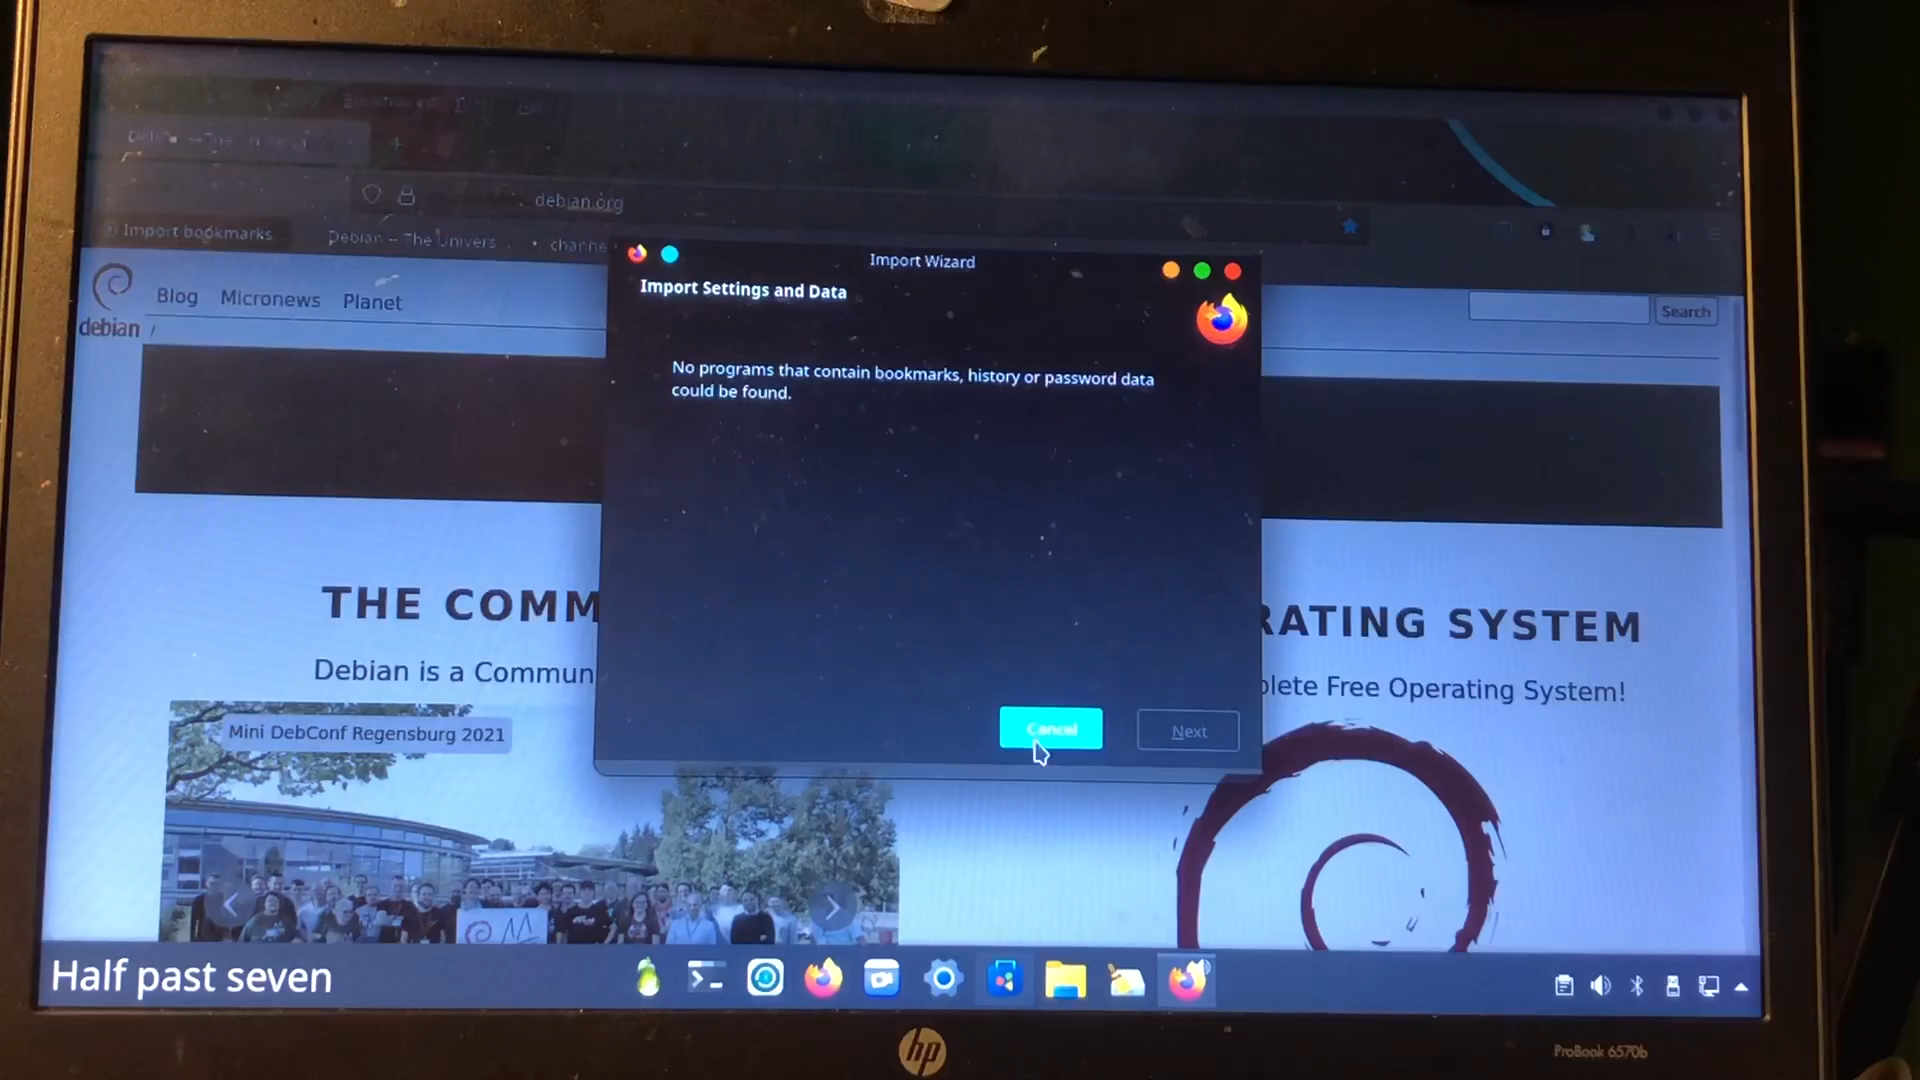 debian.org
Import bookmarks
Debian -- The Univers
channe
Import Wizard
Import Settings and Data
Blog Micronews Planet
Search
debian /
No programs that contain bookmarks, history or password data
could be found.
THE COMM
RATING SYSTEM
Debian is a Commun
plete Free Operating System!
Mini DebConf Regensburg 2021
Cancel
Next
Half past seven
hp
ProBook 6570b